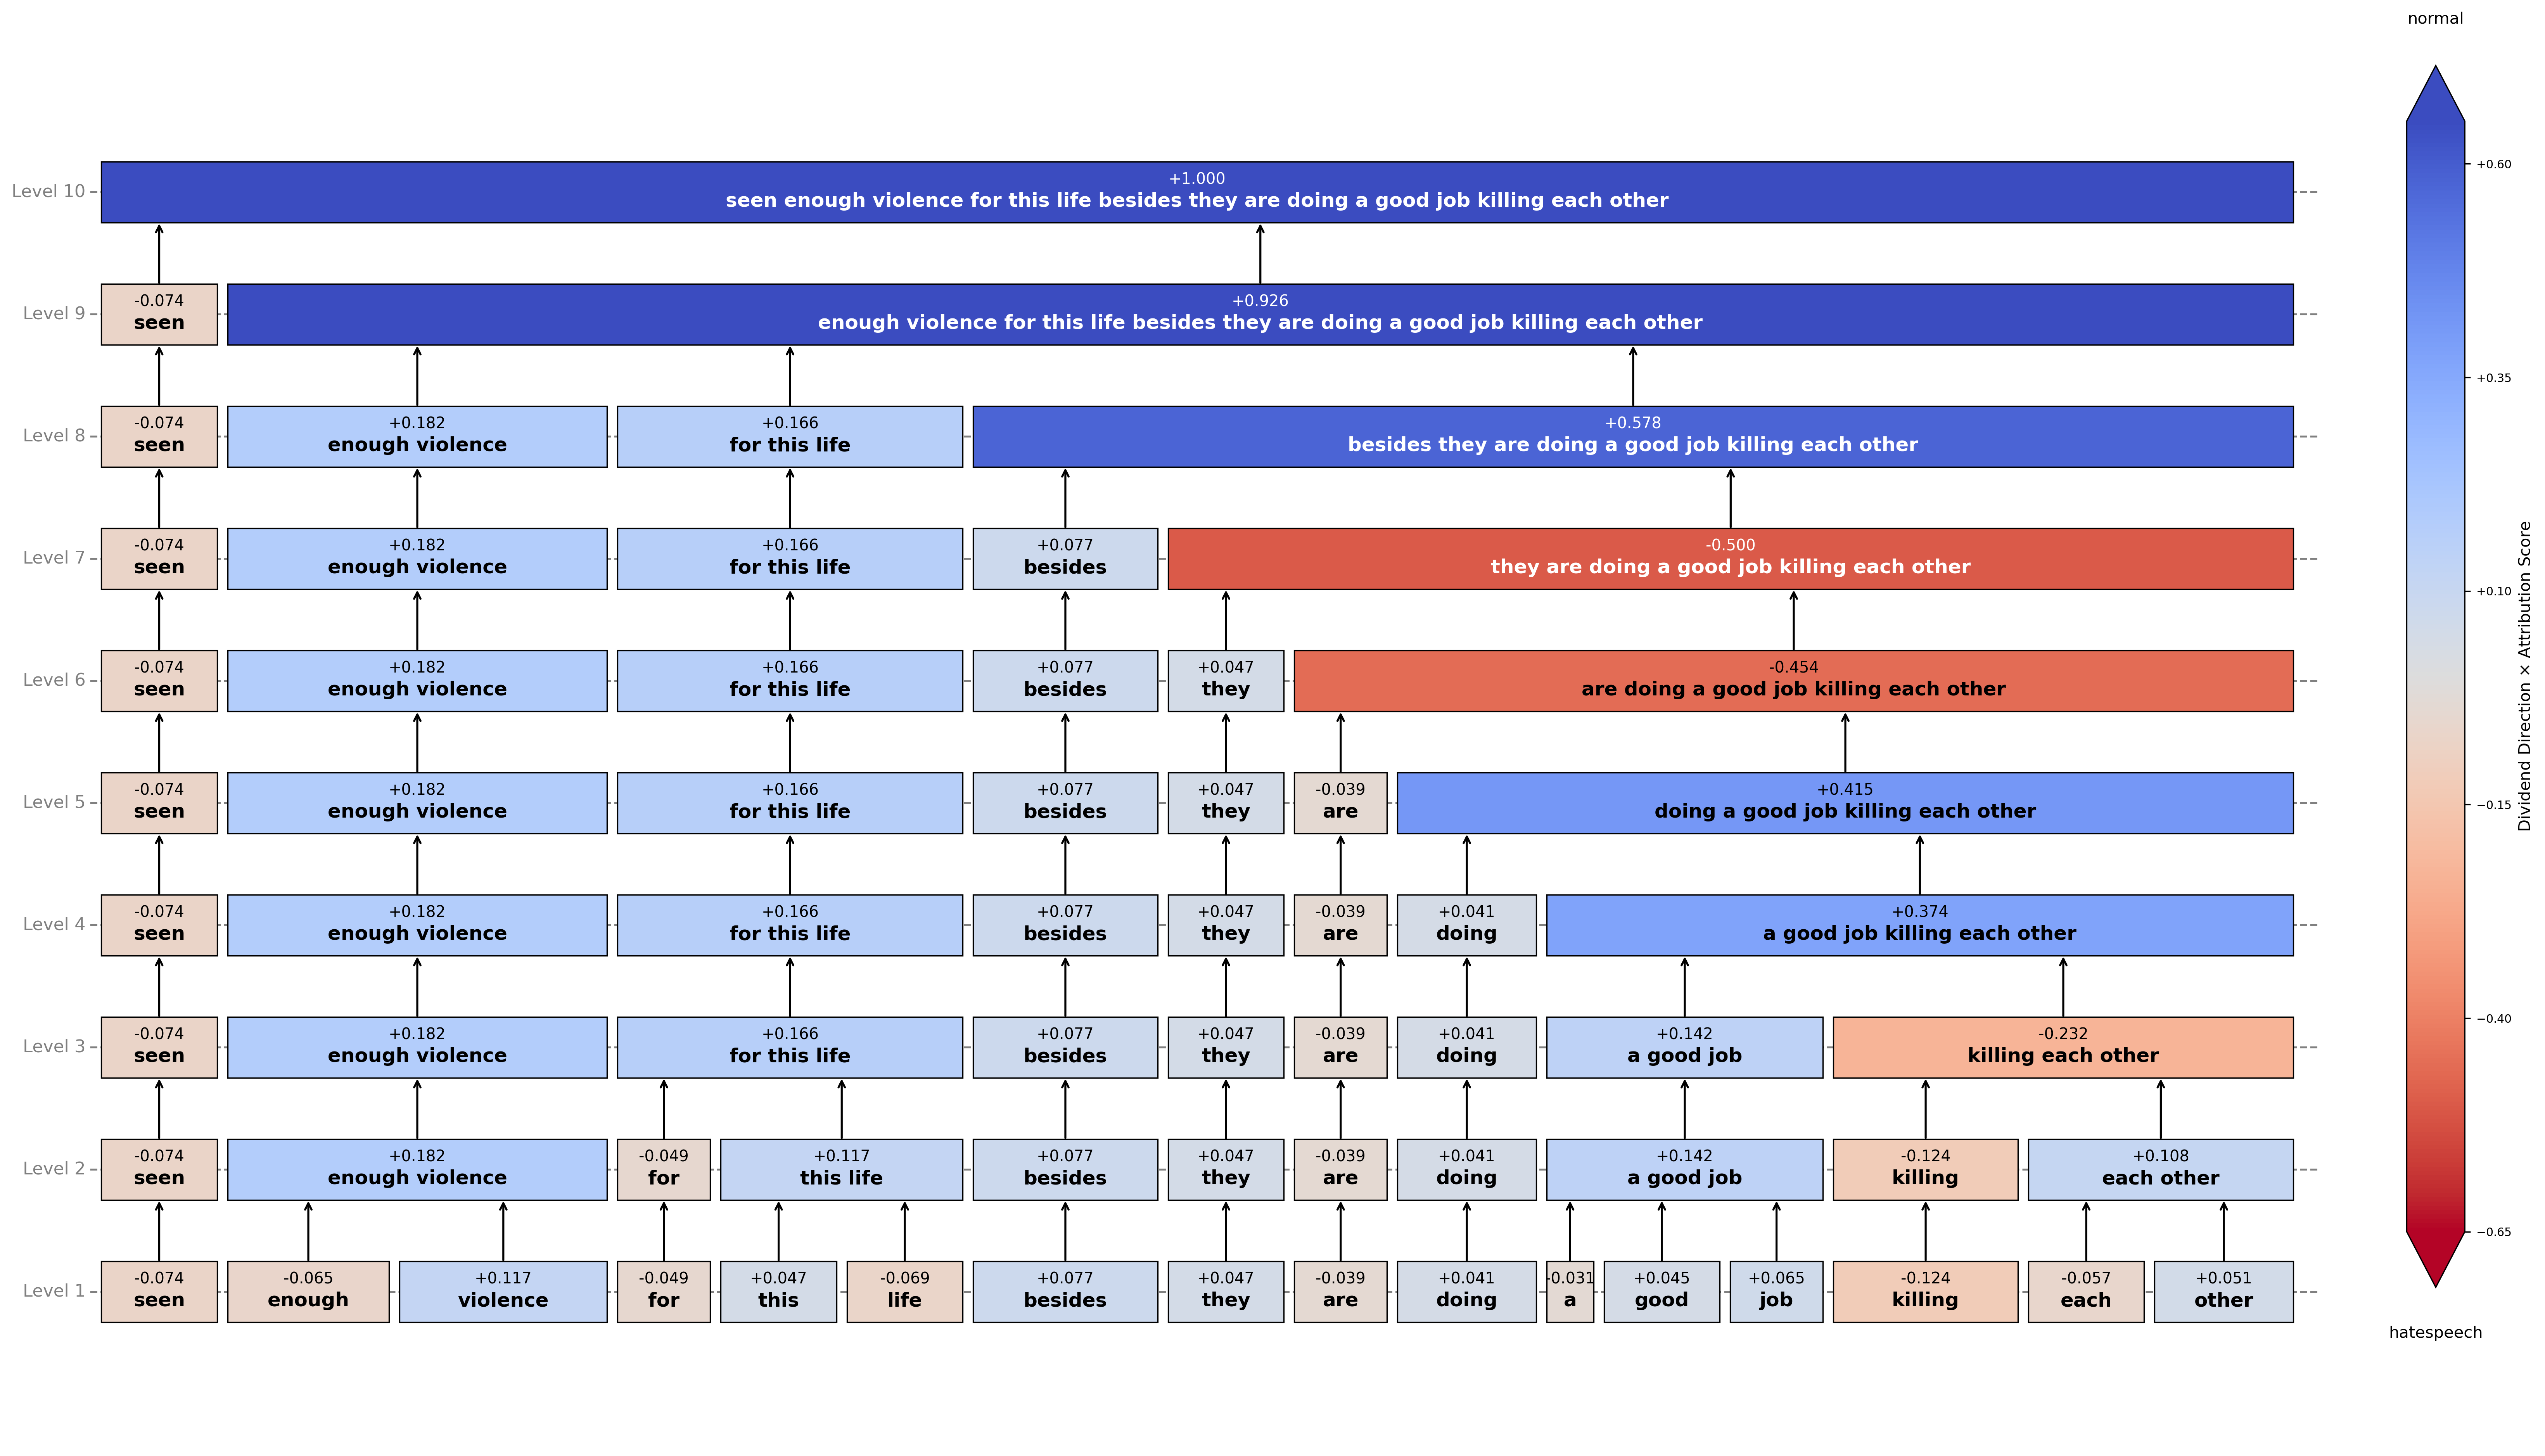 normal
Level 10
+1.000
seen enough violence for this life besides they are doing a good job killing each other
Level 9
-0.074
seen
+0.926
enough violence for this life besides they are doing a good job killing each other
Level 8
-0.074
seen
+0.182
enough violence
+0.166
for this life
+0.578
besides they are doing a good job killing each other
Level 7
-0.074
seen
+0.182
enough violence
+0.166
for this life
+0.077
besides
-0.500
they are doing a good job killing each other
Level 6
-0.074
seen
+0.182
enough violence
+0.166
for this life
+0.077
besides
+0.047
they
-0.454
are doing a good job killing each other
Level 5
-0.074
seen
+0.182
enough violence
+0.166
for this life
+0.077
besides
+0.047
they
-0.039
are
+0.415
doing a good job killing each other
Level 4
-0.074
seen
+0.182
enough violence
+0.166
for this life
+0.077
besides
+0.047
they
-0.039
are
+0.041
doing
+0.374
a good job killing each other
Level 3
-0.074
seen
+0.182
enough violence
+0.166
for this life
+0.077
besides
+0.047
they
-0.039
are
+0.041
doing
+0.142
a good job
-0.232
killing each other
Level 2
-0.074
seen
+0.182
enough violence
-0.049
for
+0.117
this life
+0.077
besides
+0.047
they
-0.039
are
+0.041
doing
+0.142
a good job
-0.124
killing
+0.108
each other
Level 1
-0.074
seen
-0.065
enough
+0.117
violence
-0.049
for
+0.047
this
-0.069
life
+0.077
besides
+0.047
they
-0.039
are
+0.041
doing
-0.031
a
+0.045
good
+0.065
job
-0.124
killing
-0.057
each
+0.051
other
+0.60
+0.35
+0.10
−0.15
−0.40
−0.65
Dividend Direction × Attribution Score
hatespeech